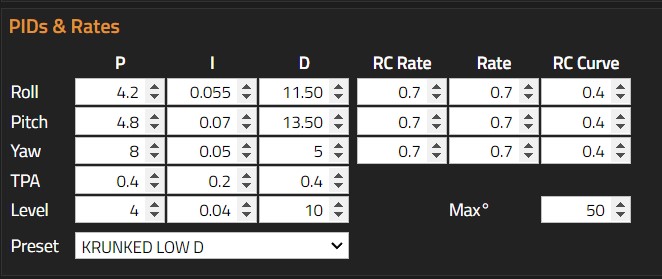 PIDs & Rates
P I D RC Rate Rate RC Curve
Roll 4.2 0.055 11.50 0.7 0.7 0.4
Pitch 4.8 0.07 13.50 0.7 0.7 0.4
Yaw 8 0.05 5 0.7 0.7 0.4
TPA 0.4 0.2 0.4
Level 4 0.04 10 Max° 50
Preset KRUNKED LOW D